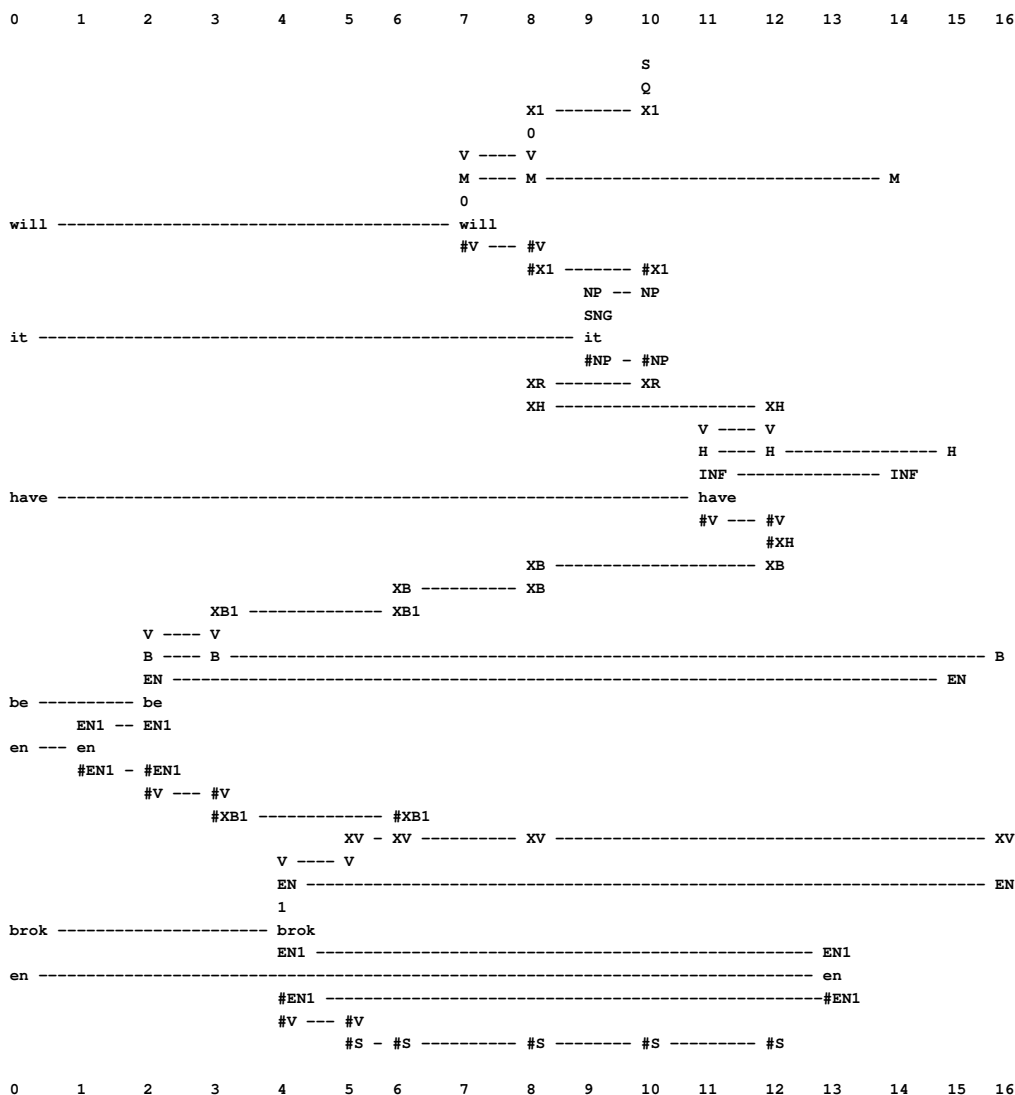 0 1 2 3 4 5 6 7 8 9 10 11 12 13 14 15 16
S
Q
X1 -------- X1
0
V ---- V
M ---- M ----------------------------------- M
0
will ----------------------------------------- will
#V --- #V
#X1 ------- #X1
NP -- NP
SNG
it -------------------------------------------------------- it
#NP - #NP
XR -------- XR
XH --------------------- XH
V ---- V
H ---- H ---------------- H
INF --------------- INF
have ------------------------------------------------------------------ have
#V --- #V
#XH
XB --------------------- XB
XB ---------- XB
XB1 -------------- XB1
V ---- V
B ---- B ------------------------------------------------------------------------------- B
EN -------------------------------------------------------------------------------- EN
be ---------- be
EN1 -- EN1
en --- en
#EN1 - #EN1
#V --- #V
#XB1 ------------- #XB1
XV - XV ---------- XV --------------------------------------------- XV
V ---- V
EN ----------------------------------------------------------------------- EN
1
brok ---------------------- brok
EN1 ---------------------------------------------------- EN1
en --------------------------------------------------------------------------------- en
#EN1 ----------------------------------------------------#EN1
#V --- #V
#S - #S ---------- #S -------- #S --------- #S
0 1 2 3 4 5 6 7 8 9 10 11 12 13 14 15 16